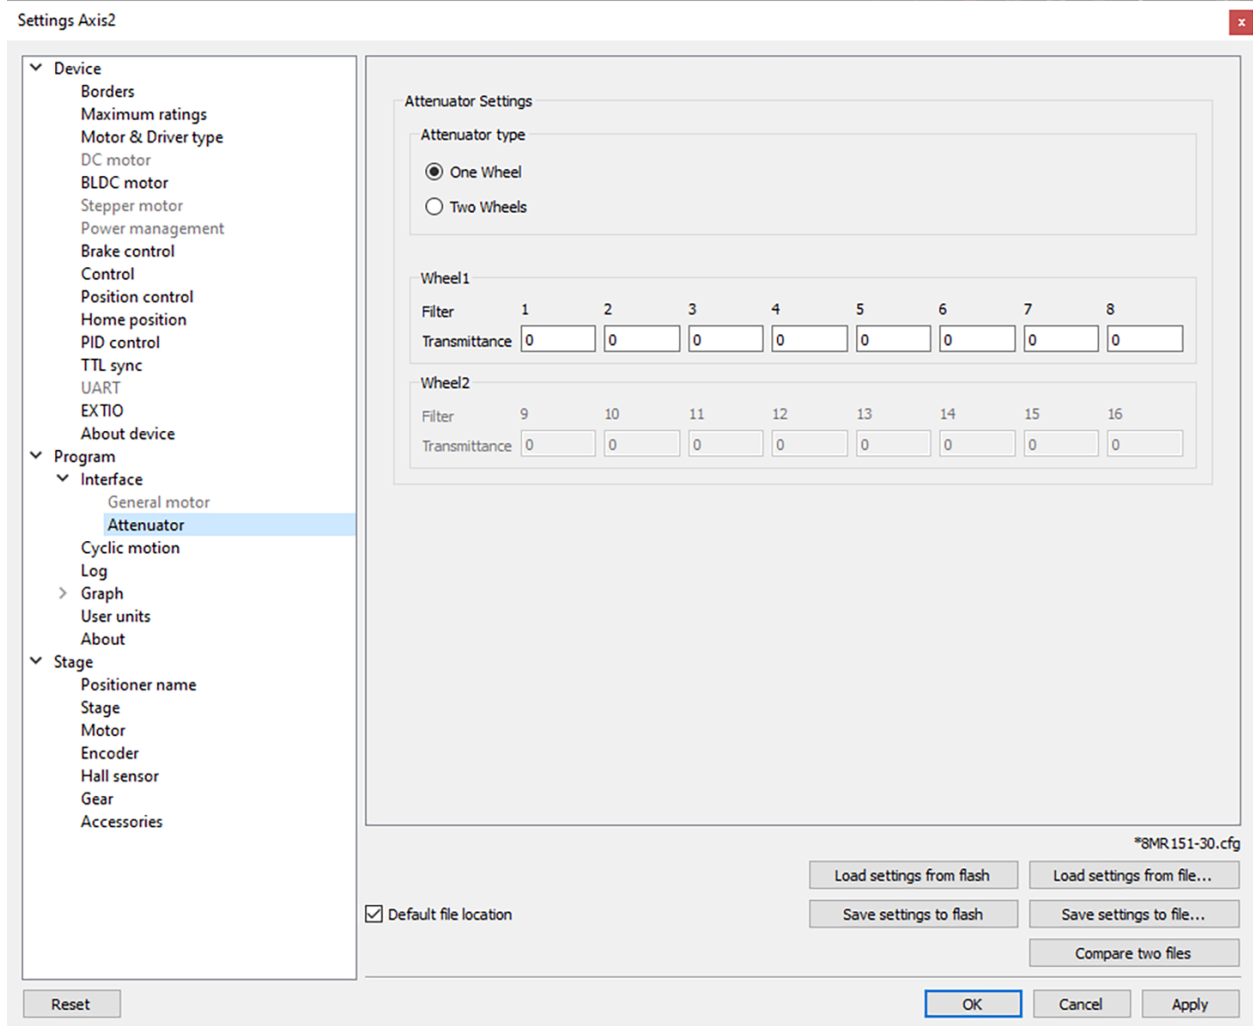 Settings Axis2
x
Device
Borders
Maximum ratings
Motor & Driver type
DC motor
BLDC motor
Stepper motor
Power management
Brake control
Control
Position control
Home position
PID control
TTL sync
UART
EXTIO
About device
Program
Interface
General motor
Attenuator
Cyclic motion
Log
Graph
User units
About
Stage
Positioner name
Stage
Motor
Encoder
Hall sensor
Gear
Accessories
Attenuator Settings
Attenuator type
One Wheel
Two Wheels
Wheel1
Filter 1 2 3 4 5 6 7 8
Transmittance 0 0 0 0 0 0 0 0
Wheel2
Filter 9 10 11 12 13 14 15 16
Transmittance 0 0 0 0 0 0 0 0
*8MR151-30.cfg
Load settings from flash Load settings from file...
Default file location Save settings to flash Save settings to file...
Compare two files
Reset OK Cancel Apply